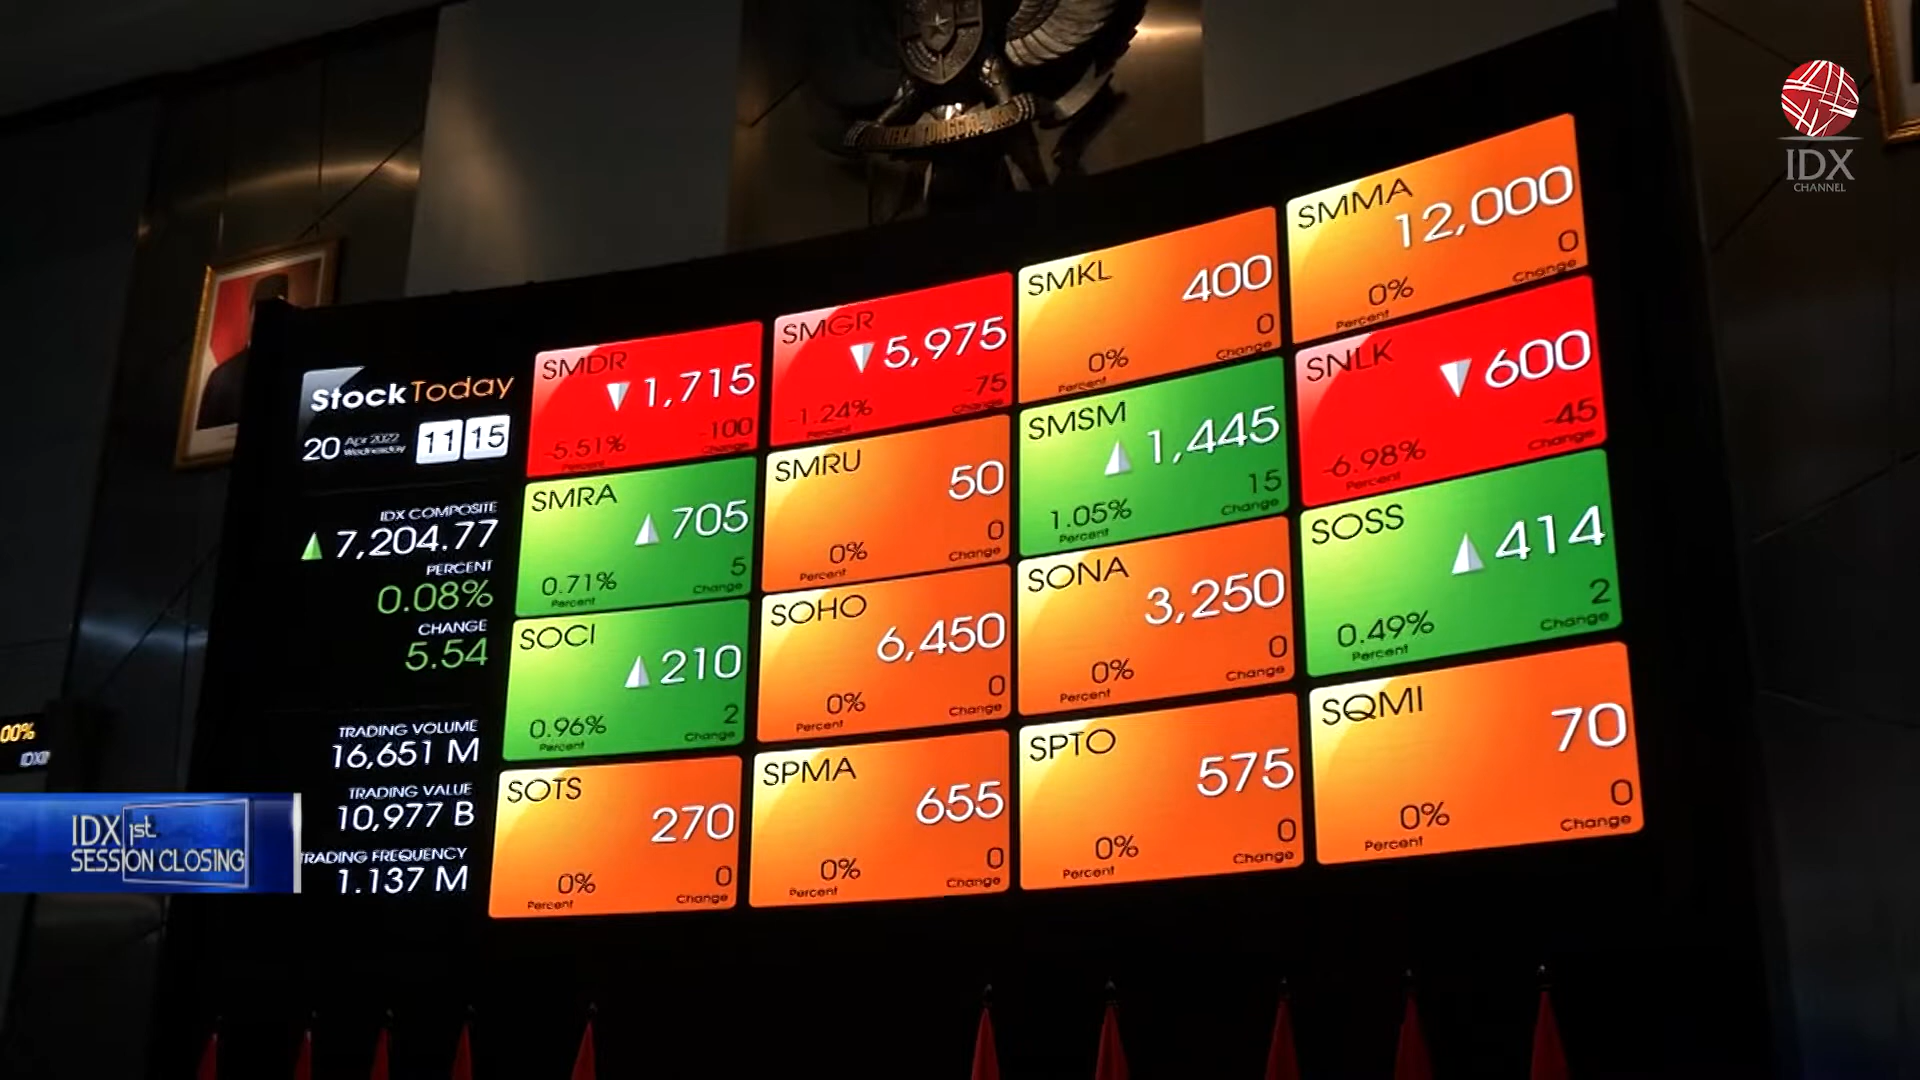 IDX
CHANNEL
Stock Today
20 Apr 2022 Wednesday 11 15
IDX COMPOSITE
7,204.77
PERCENT
0.08%
CHANGE
5.54
TRADING VOLUME
16,651 M
TRADING VALUE
10,977 B
TRADING FREQUENCY
1.137 M
SMDR
1,715
-5.51% -100
Percent Change
SMGR
5,975
-1.24% -75
Percent Change
SMKL
400
0% 0
Percent Change
SMMA
12,000
0% 0
Percent Change
SMRA
705
0.71% 5
Percent Change
SMRU
50
0% 0
Percent Change
SMSM
1,445
1.05% 15
Percent Change
SNLK
600
-6.98% -45
Percent Change
SOCI
210
0.96% 2
Percent Change
SOHO
6,450
0% 0
Percent Change
SONA
3,250
0% 0
Percent Change
SOSS
414
0.49% 2
Percent Change
SOTS
270
0% 0
Percent Change
SPMA
655
0% 0
Percent Change
SPTO
575
0% 0
Percent Change
SQMI
70
0% 0
Percent Change
00%
IDX 1st
SESSION CLOSING